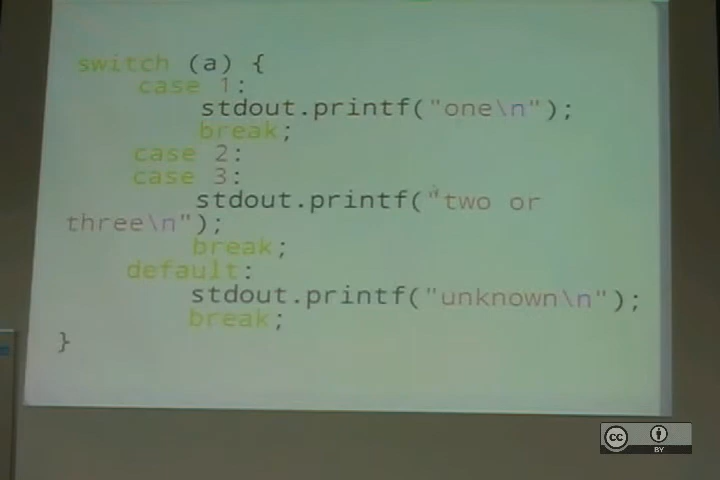 switch (a) {
case 1:
stdout.printf("one\n");
break;
case 2:
case 3:
stdout.printf("two or
three\n");
break;
default:
stdout.printf("unknown\n");
break;
}
cc
BY